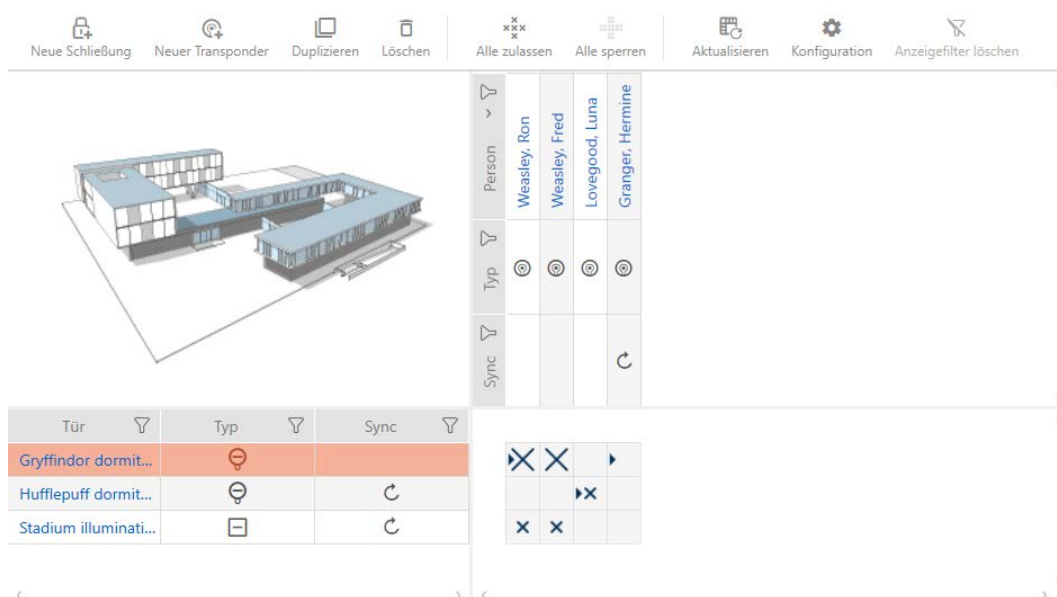 Neue Schließung Neuer Transponder Duplizieren Löschen Alle zulassen Alle sperren Aktualisieren Konfiguration Anzeigefilter löschen
Person
Weasley, Ron
Weasley, Fred
Lovegood, Luna
Granger, Hermine
Typ
Sync
Tür Typ Sync
Gryffindor dormit...
Hufflepuff dormit...
Stadium illuminati...